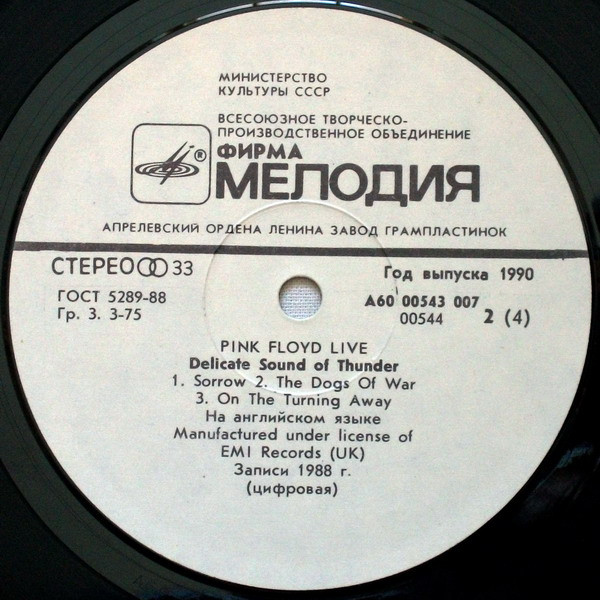 МИНИСТЕРСТВО
КУЛЬТУРЫ СССР
ВСЕСОЮЗНОЕ ТВОРЧЕСКО-
ПРОИЗВОДСТВЕННОЕ ОБЪЕДИНЕНИЕ
®
ФИРМА
МЕЛОДИЯ
АПРЕЛЕВСКИЙ ОРДЕНА ЛЕНИНА ЗАВОД ГРАМПЛАСТИНОК
СТЕРЕО 33
Год выпуска 1990
ГОСТ 5289-88
Гр. 3. 3-75
А60 00543 007
00544
2 (4)
PINK FLOYD LIVE
Delicate Sound of Thunder
1. Sorrow 2. The Dogs Of War
3. On The Turning Away
На английском языке
Manufactured under license of
EMI Records (UK)
Записи 1988 г.
(цифровая)